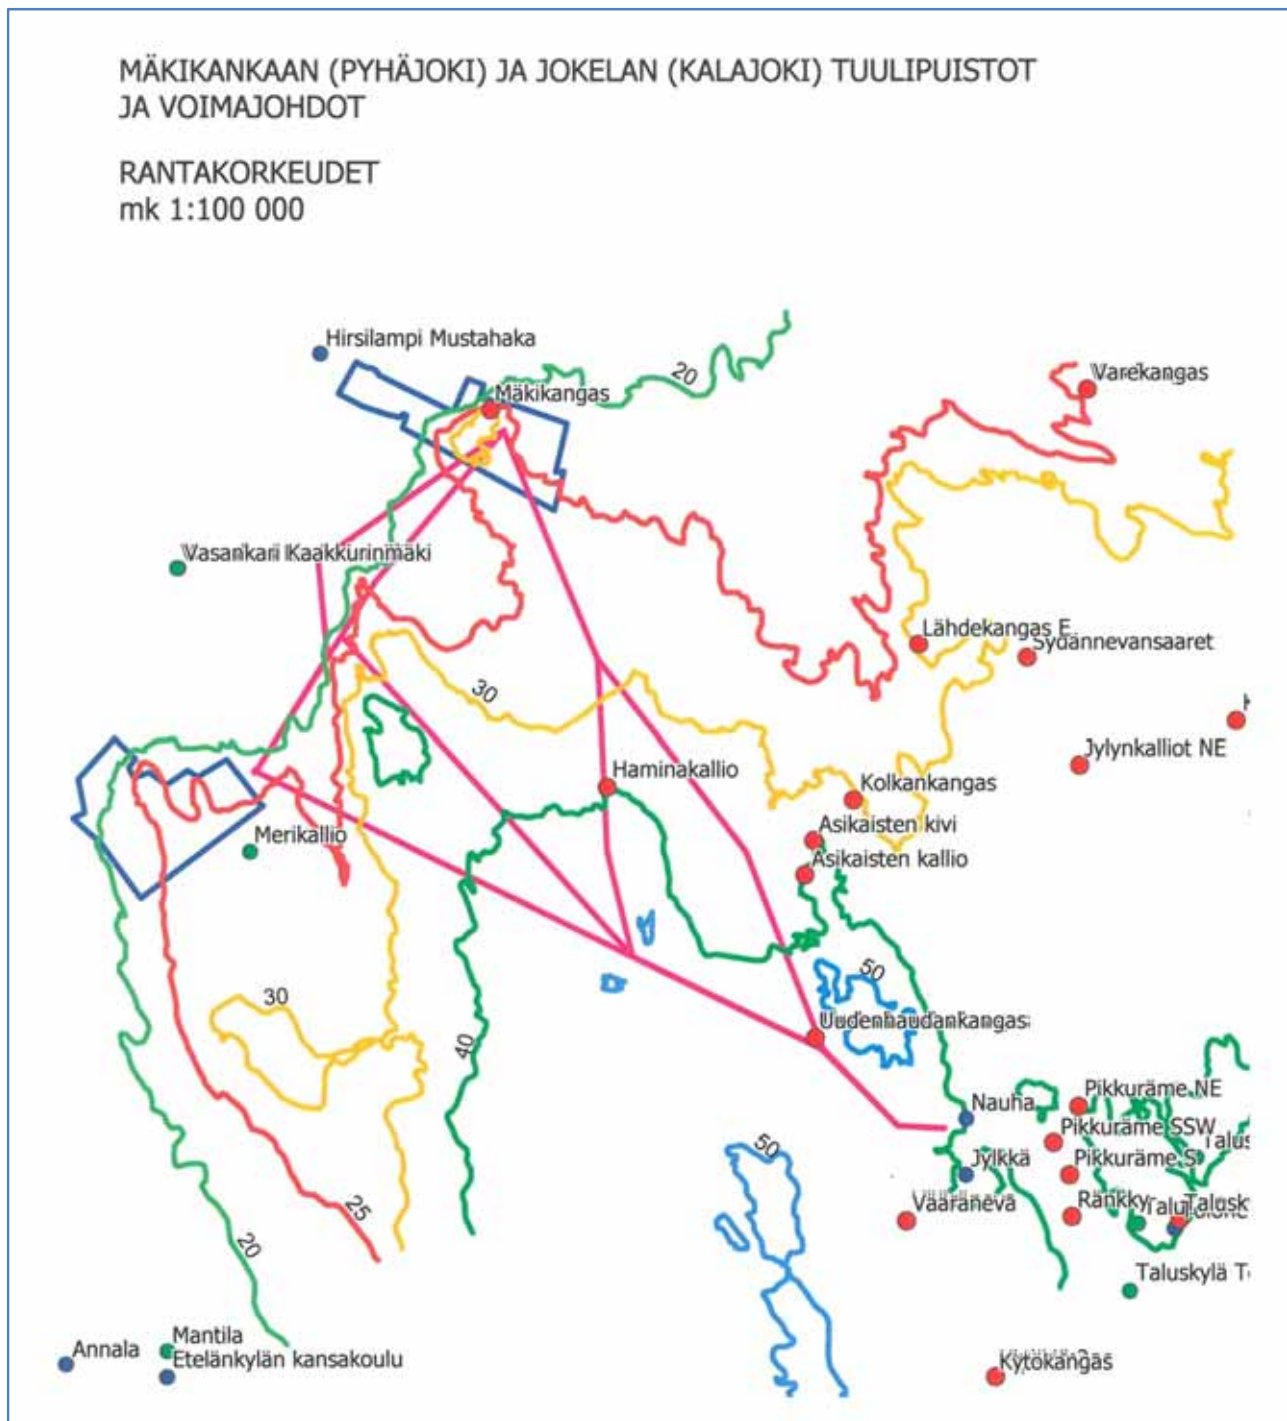 MÄKIKANKAAN (PYHÄJOKI) JA JOKELAN (KALAJOKI) TUULIPUISTOT
JA VOIMAJOHDOT
RANTAKORKEUDET
mk 1:100 000
Hirsilampi Mustahaka
20
Varekangas
Mäkikangas
Vasankari Kaakkurinmäki
Lähdekangas E
Sydännevansaaret
30
Jylynkalliot NE
Haminakallio
Kolkankangas
Merikallio
Asikaisten kivi
Asikaisten kallio
50
30
Uudenhaudankangas
40
Pikkuräme NE
Nauha
Pikkuräme SSW
Talus
50
Jylkkä
Pikkuräme S
Vääräneva
Ränkky
Talusk
25
20
Taluskylä T
Mantila
Annala
Etelänkylän kansakoulu
Kytökangas